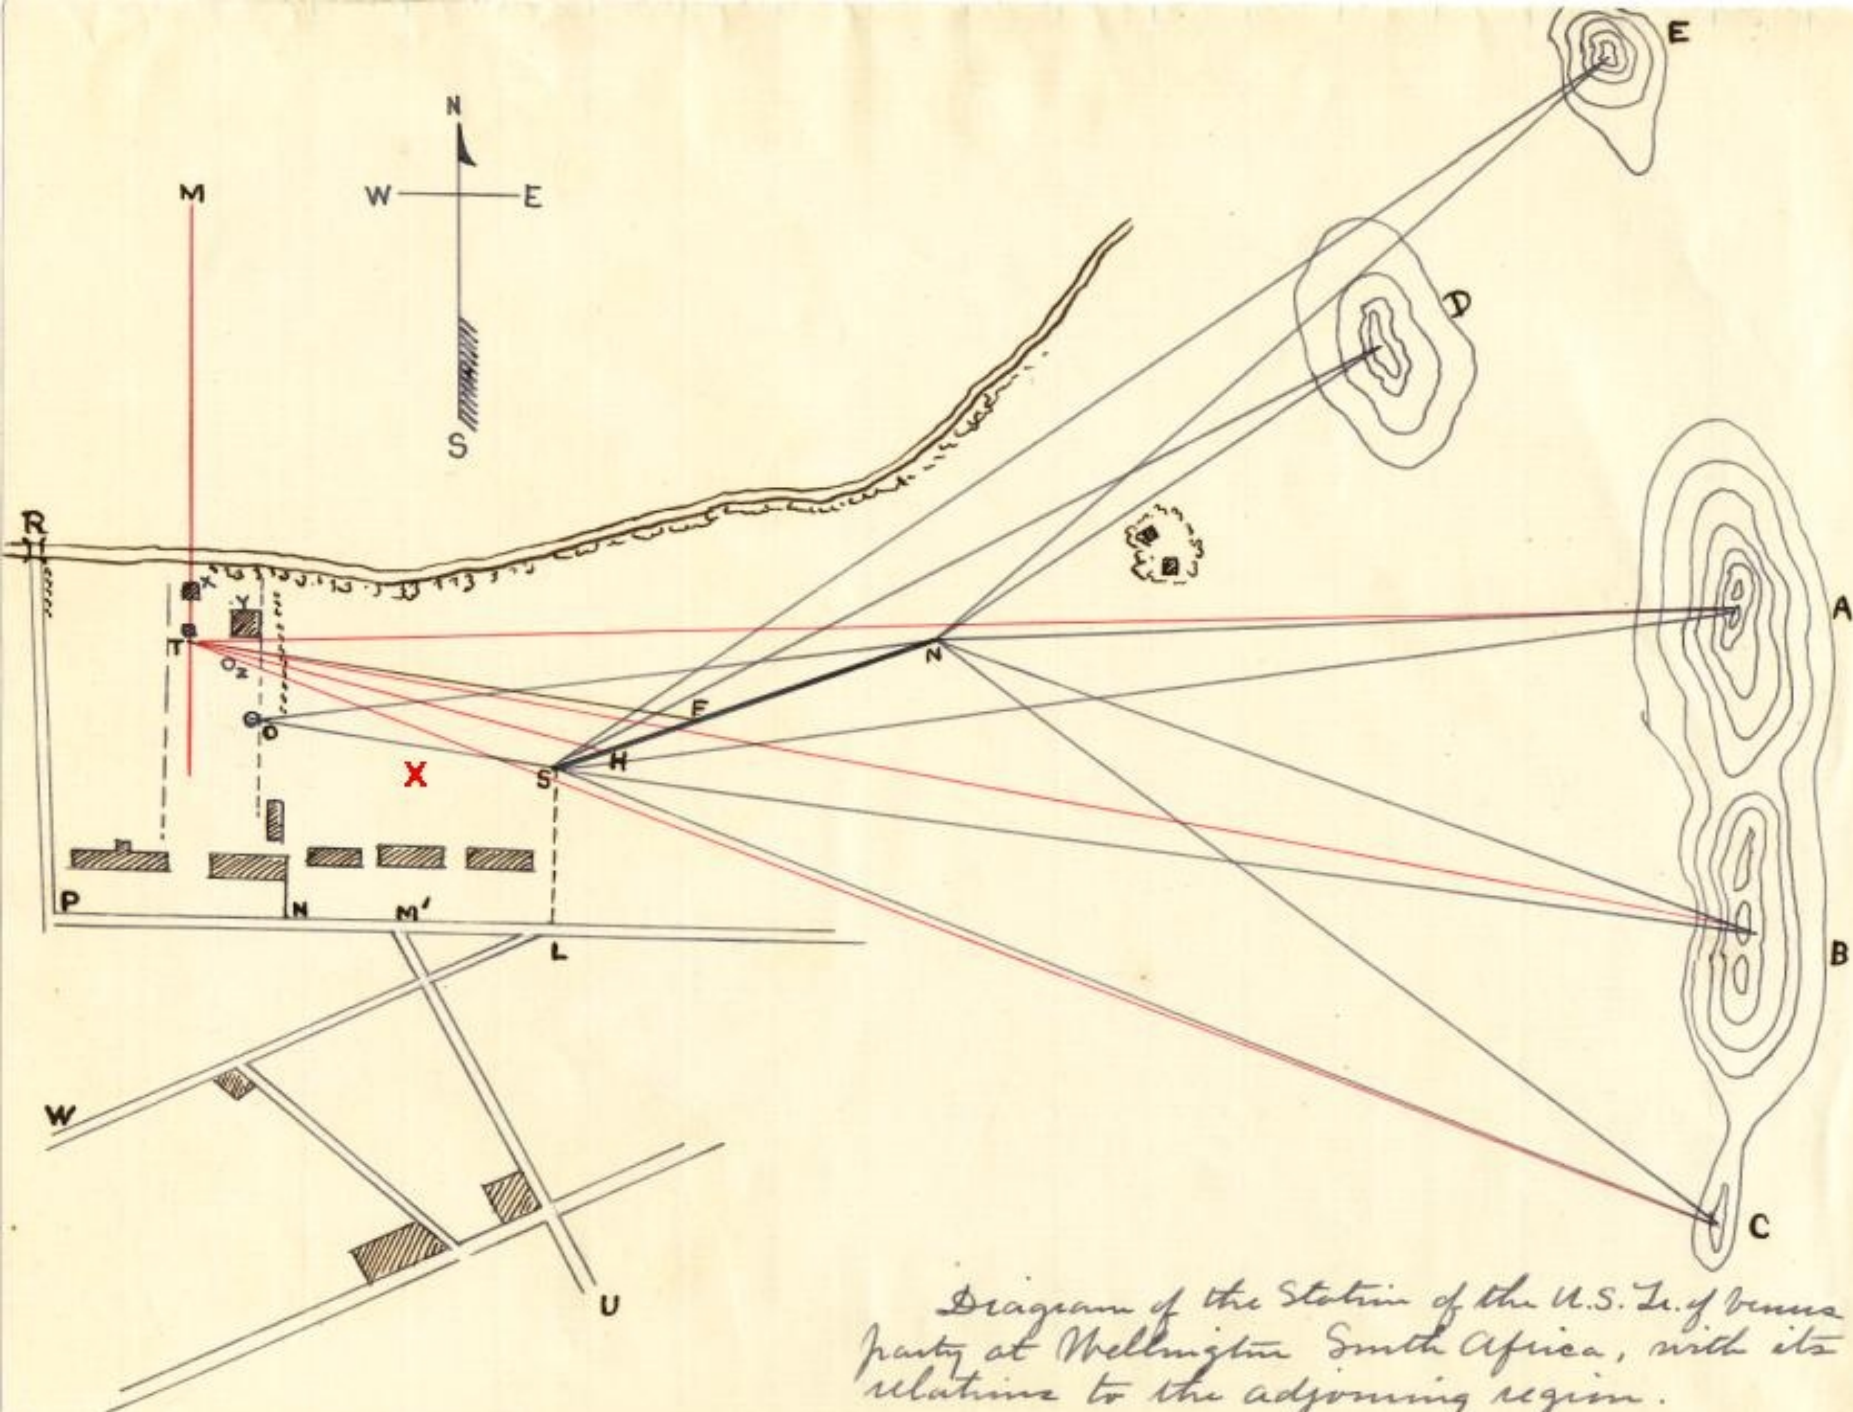 E
N
W E
M
S
D
R
X
Y
T
Z
O
N
A
F
H
S
X
P
N
M'
L
B
W
C
U
Diagram of the Station of the U.S. Tr. of Venus
party at Wellington South Africa, with its
relations to the adjoining region.